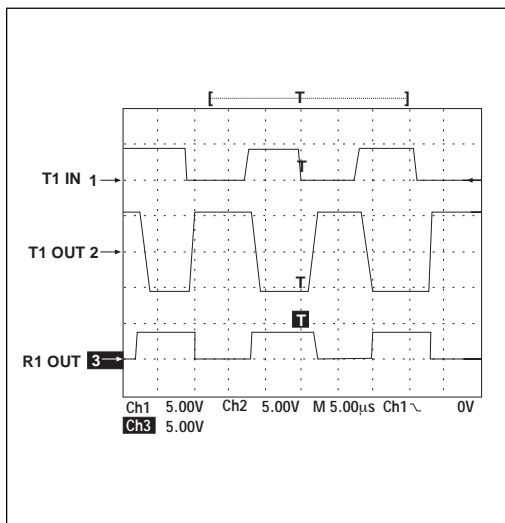 [ T ]
T
T1 IN 1
T1 OUT 2
T
T
R1 OUT 3
Ch1 5.00V Ch2 5.00V M 5.00µs Ch1 0V
Ch3 5.00V